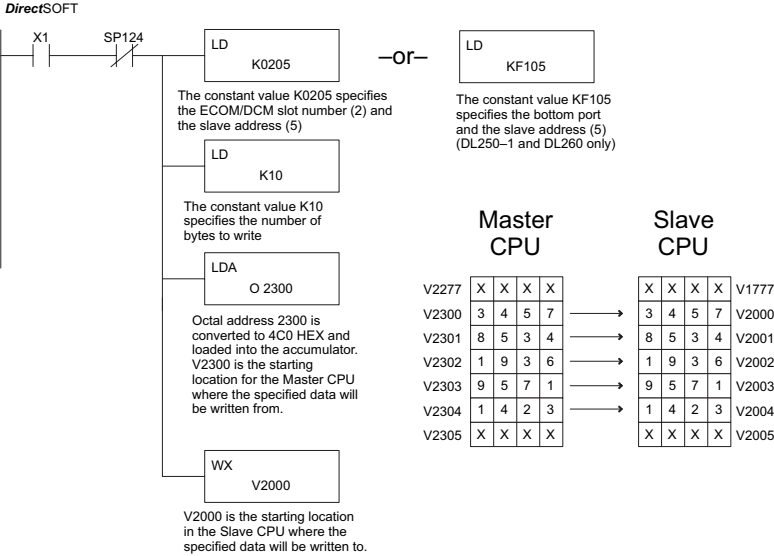 DirectSOFT
X1
SP124
LD
K0205
–or–
LD
KF105
The constant value K0205 specifies
the ECOM/DCM slot number (2) and
the slave address (5)
The constant value KF105
specifies the bottom port
and the slave address (5)
(DL250–1 and DL260 only)
LD
K10
The constant value K10
specifies the number of
bytes to write
LDA
O 2300
Octal address 2300 is
converted to 4C0 HEX and
loaded into the accumulator.
V2300 is the starting
location for the Master CPU
where the specified data will
be written from.
WX
V2000
V2000 is the starting location
in the Slave CPU where the
specified data will be written to.
Master
CPU
Slave
CPU
V2277 X X X X X X X X V1777
V2300 3 4 5 7 3 4 5 7 V2000
V2301 8 5 3 4 8 5 3 4 V2001
V2302 1 9 3 6 1 9 3 6 V2002
V2303 9 5 7 1 9 5 7 1 V2003
V2304 1 4 2 3 1 4 2 3 V2004
V2305 X X X X X X X X V2005